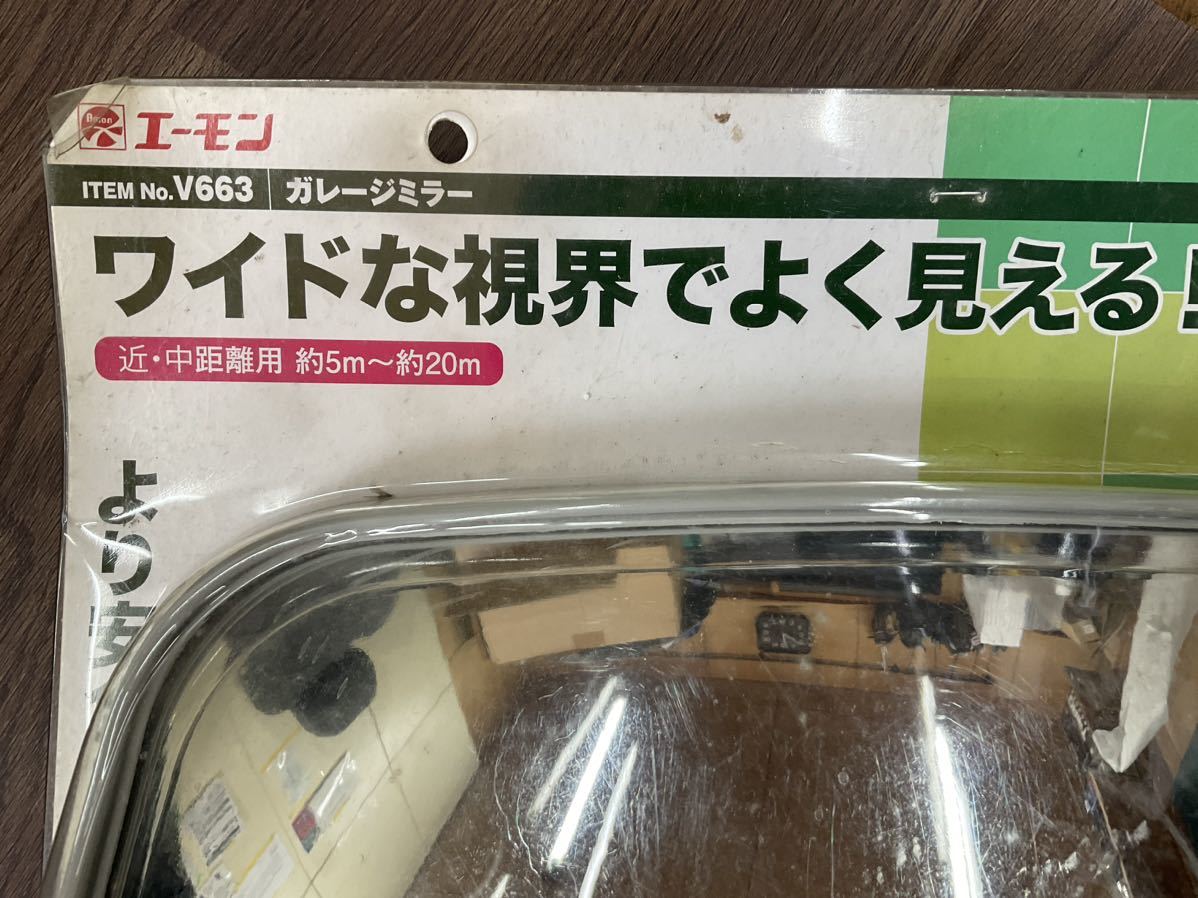 エーモン
ITEM No.V663 ガレージミラー
ワイドな視界でよく見える!
近・中距離用 約5m～約20m
より